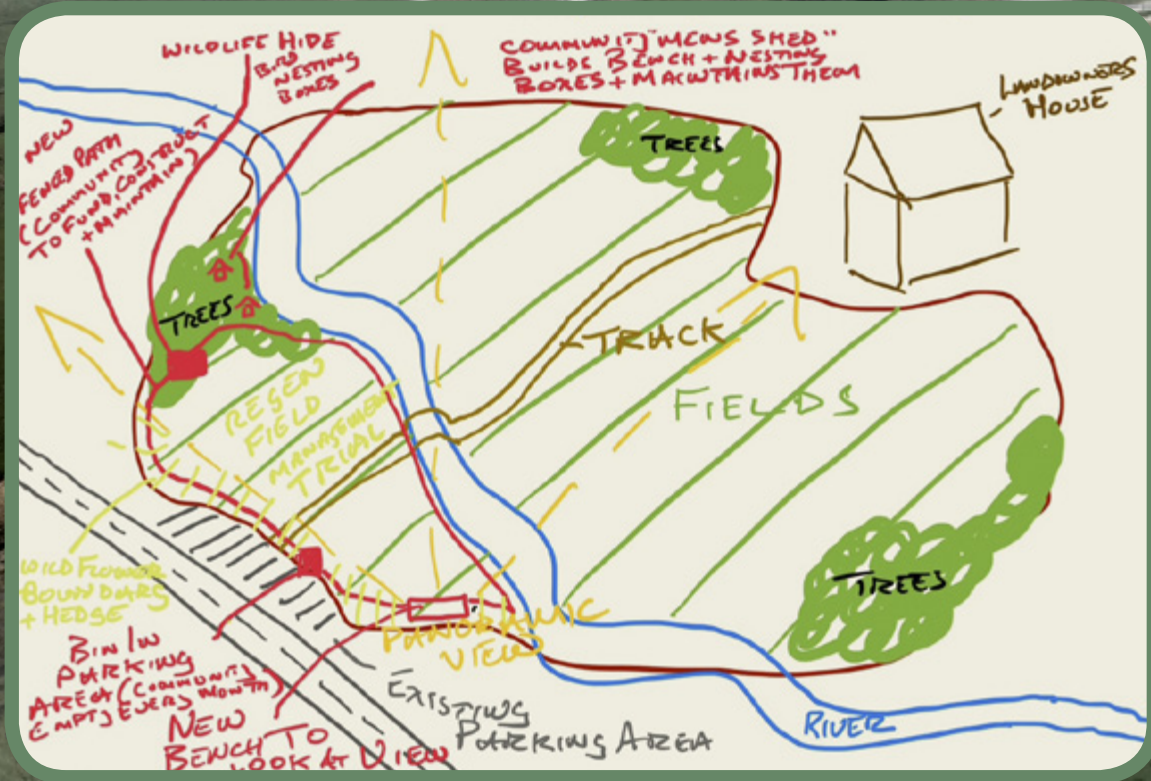 WILDLIFE HIDE
BIRD
NESTING
BOXES
COMMUNITY "MENS SHED"
BUILDS BENCH + NESTING
BOXES + MAINTAINS THEM
LANDOWNERS
HOUSE
NEW
FENCED PATH
(COMMUNITY
TO FUND, CONSTRUCT
+ MAINTAIN)
TREES
TREES
TRACK
FIELDS
REGEN
FIELD
MANAGEMENT
TRIAL
TREES
WILD FLOWER
BOUNDARY
+ HEDGE
PANORAMIC
VIEW
BIN IN
PARKING
AREA (COMMUNITY
EMPTY EVERY MONTH)
NEW
BENCH TO
LOOK AT VIEW
EXISTING
PARKING AREA
RIVER